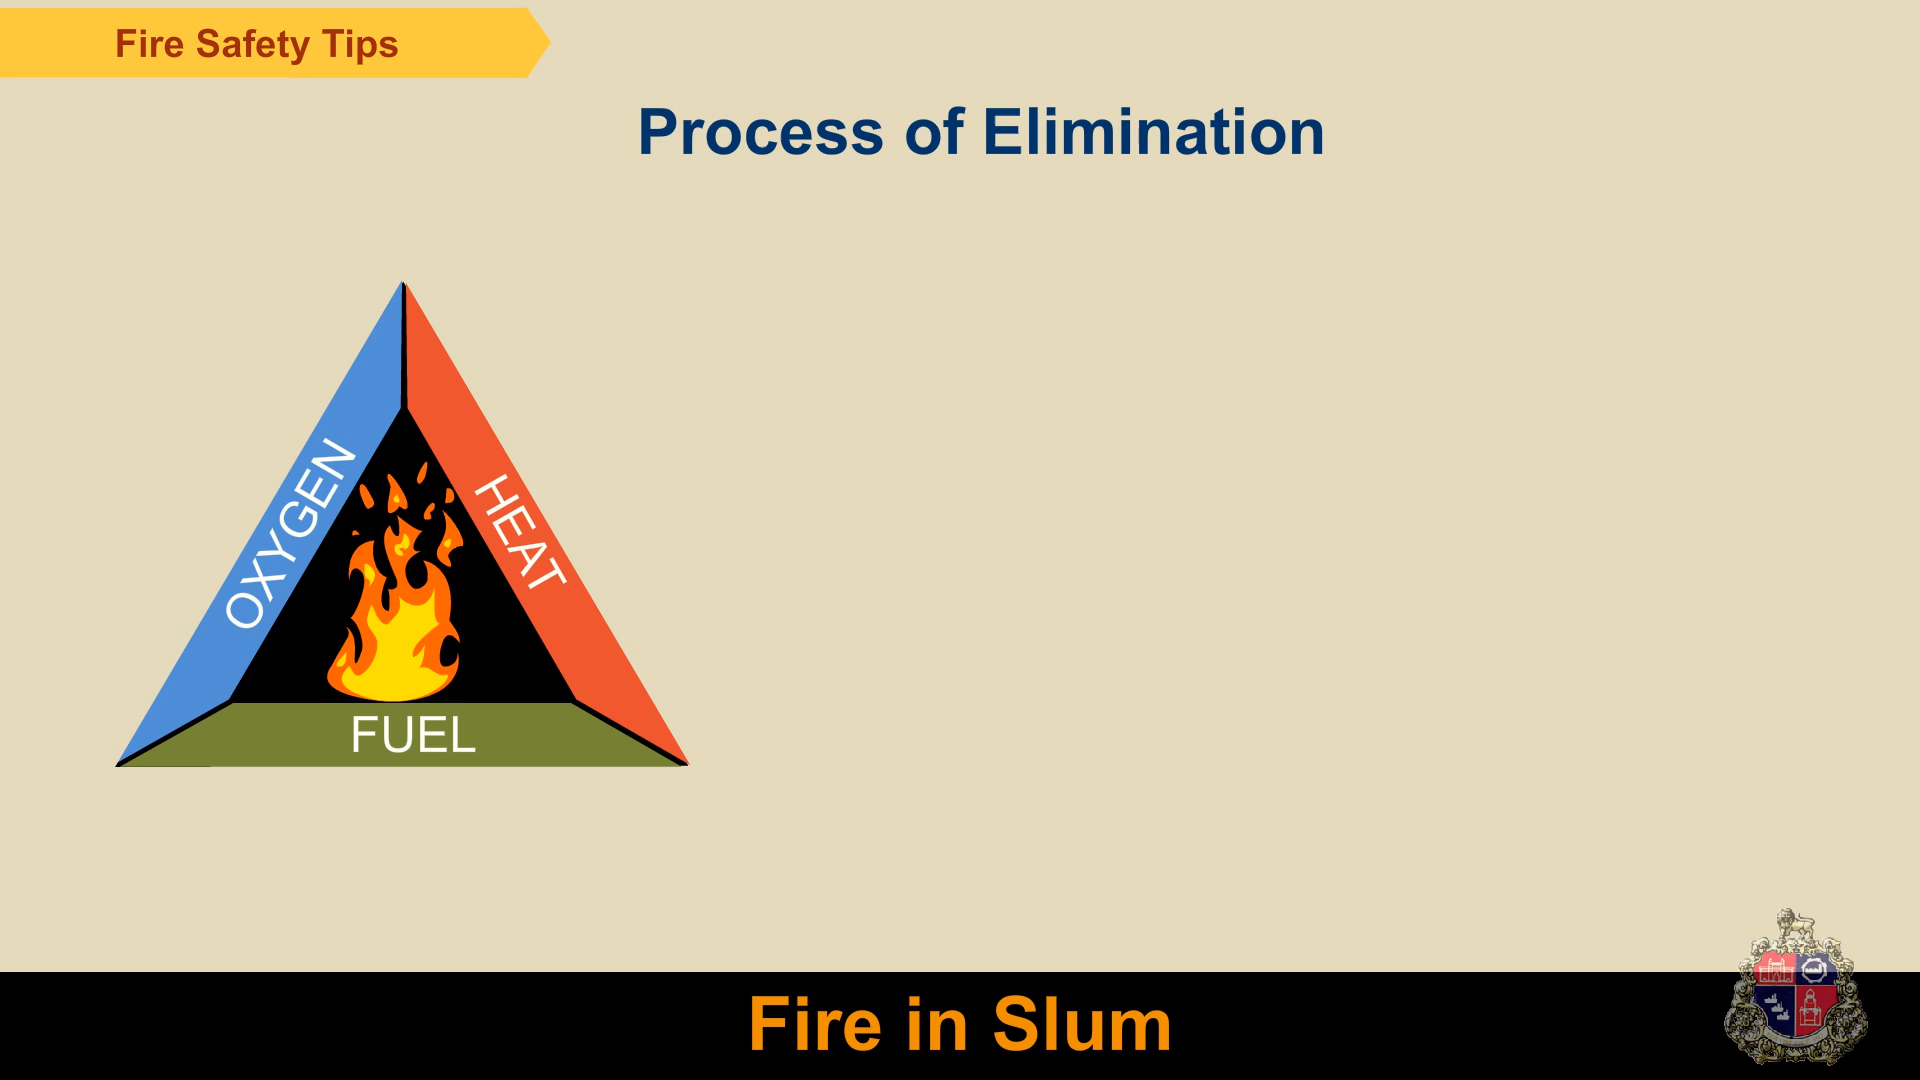 Fire Safety Tips
Process of Elimination
OXYGEN
HEAT
FUEL
Fire in Slum